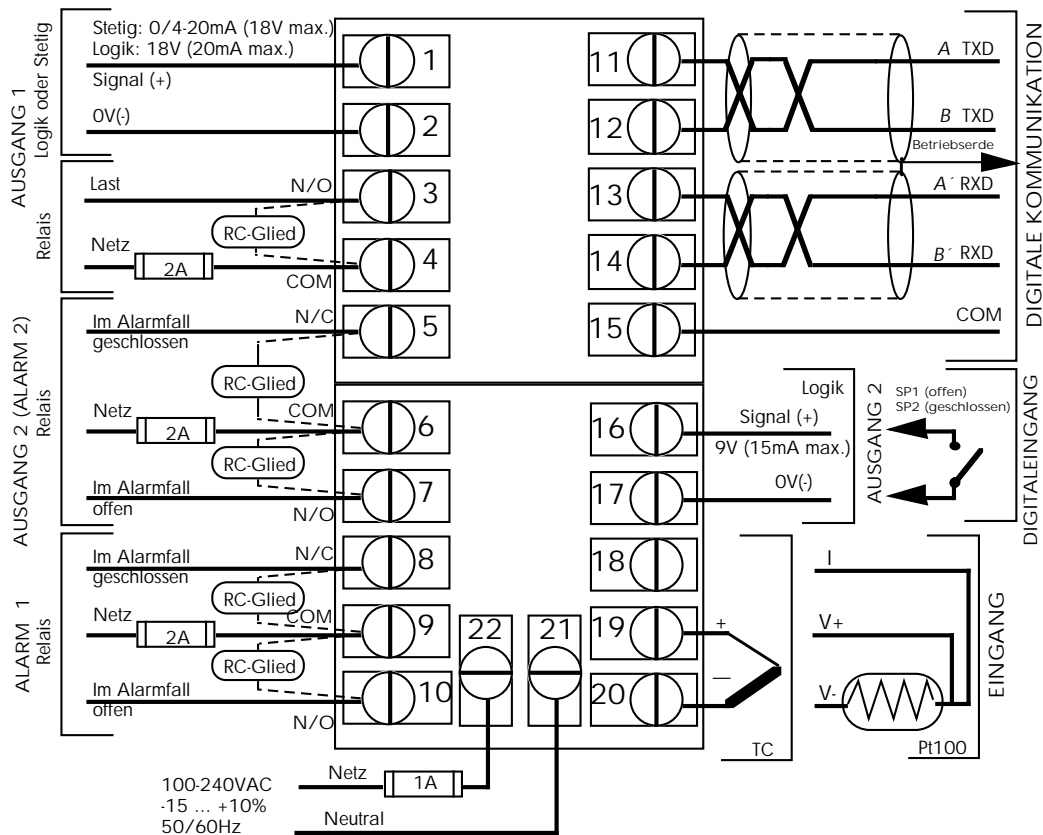 AUSGANG 1
Logik oder Stetig
Stetig: 0/4-20mA (18V max.)
Logik: 18V (20mA max.)
Signal (+)
0V(-)
Relais
Last
N/O
RC-Glied
Netz
2A
COM
AUSGANG 2 (ALARM 2)
Relais
Im Alarmfall
geschlossen
N/C
RC-Glied
Netz
2A
COM
RC-Glied
Im Alarmfall
offen
N/O
ALARM 1
Relais
Im Alarmfall
geschlossen
N/C
RC-Glied
Netz
2A
COM
RC-Glied
Im Alarmfall
offen
N/O
1
2
3
4
5
6
7
8
9
10
22
21
11
12
13
14
15
16
17
18
19
20
A TXD
B TXD
Betriebserde
A´ RXD
B´ RXD
COM
DIGITALE KOMMUNIKATION
Logik
Signal (+)
9V (15mA max.)
0V(-)
AUSGANG 2
SP1 (offen)
SP2 (geschlossen)
DIGITALEINGANG
+
—
TC
I
V+
V-
Pt100
EINGANG
100-240VAC
-15 ... +10%
50/60Hz
Netz
1A
Neutral